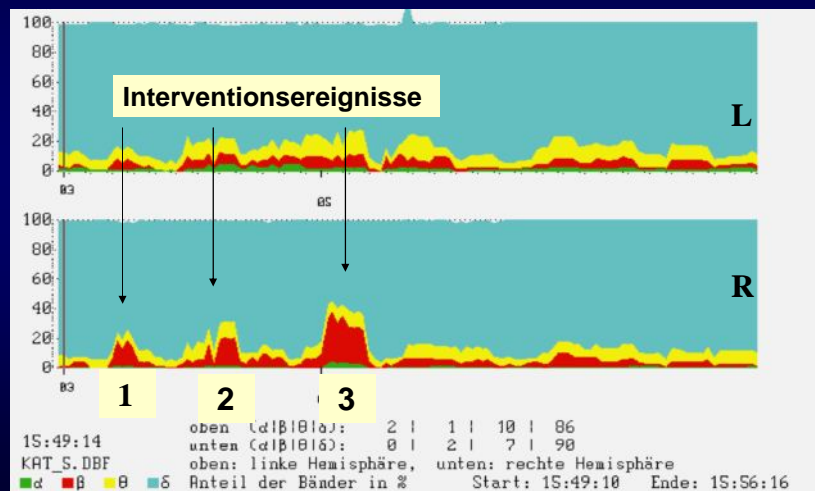 100
80
60
40
20
0
Interventionsereignisse
L
03
05
100
80
60
40
20
0
R
03
1
2
3
oben (α|β|θ|δ): 2 | 1 | 10 | 86
15:49:14 unten (α|β|θ|δ): 0 | 2 | 7 | 90
KAT_S.DBF oben: linke Hemisphäre, unten: rechte Hemisphäre
α β θ δ Anteil der Bänder in % Start: 15:49:10 Ende: 15:56:16